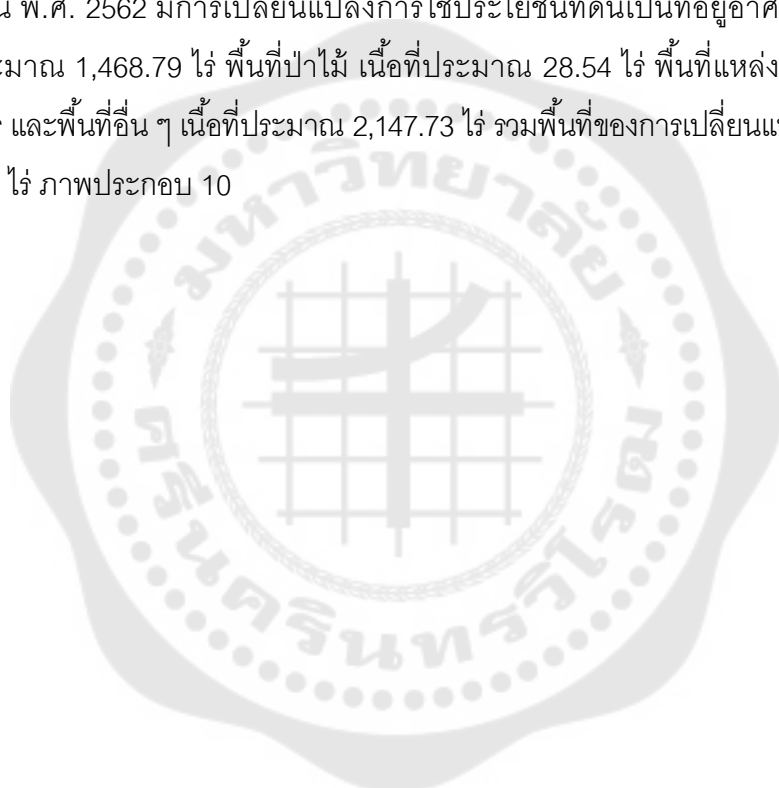 น พ.ศ. 2562 มีการเปลี่ยนแปลงการใช้ประโยชน์ที่ดินเป็นที่อยู่อาศ
ะมาณ 1,468.79 ไร่ พื้นที่ป่าไม้ เนื้อที่ประมาณ 28.54 ไร่ พื้นที่แหล่ง
และพื้นที่อื่น ๆ เนื้อที่ประมาณ 2,147.73 ไร่ รวมพื้นที่ของการเปลี่ยนแ
ไร่ ภาพประกอบ 10
มหาวิทยาลัย
ศรีนครินทรวิโรฒ